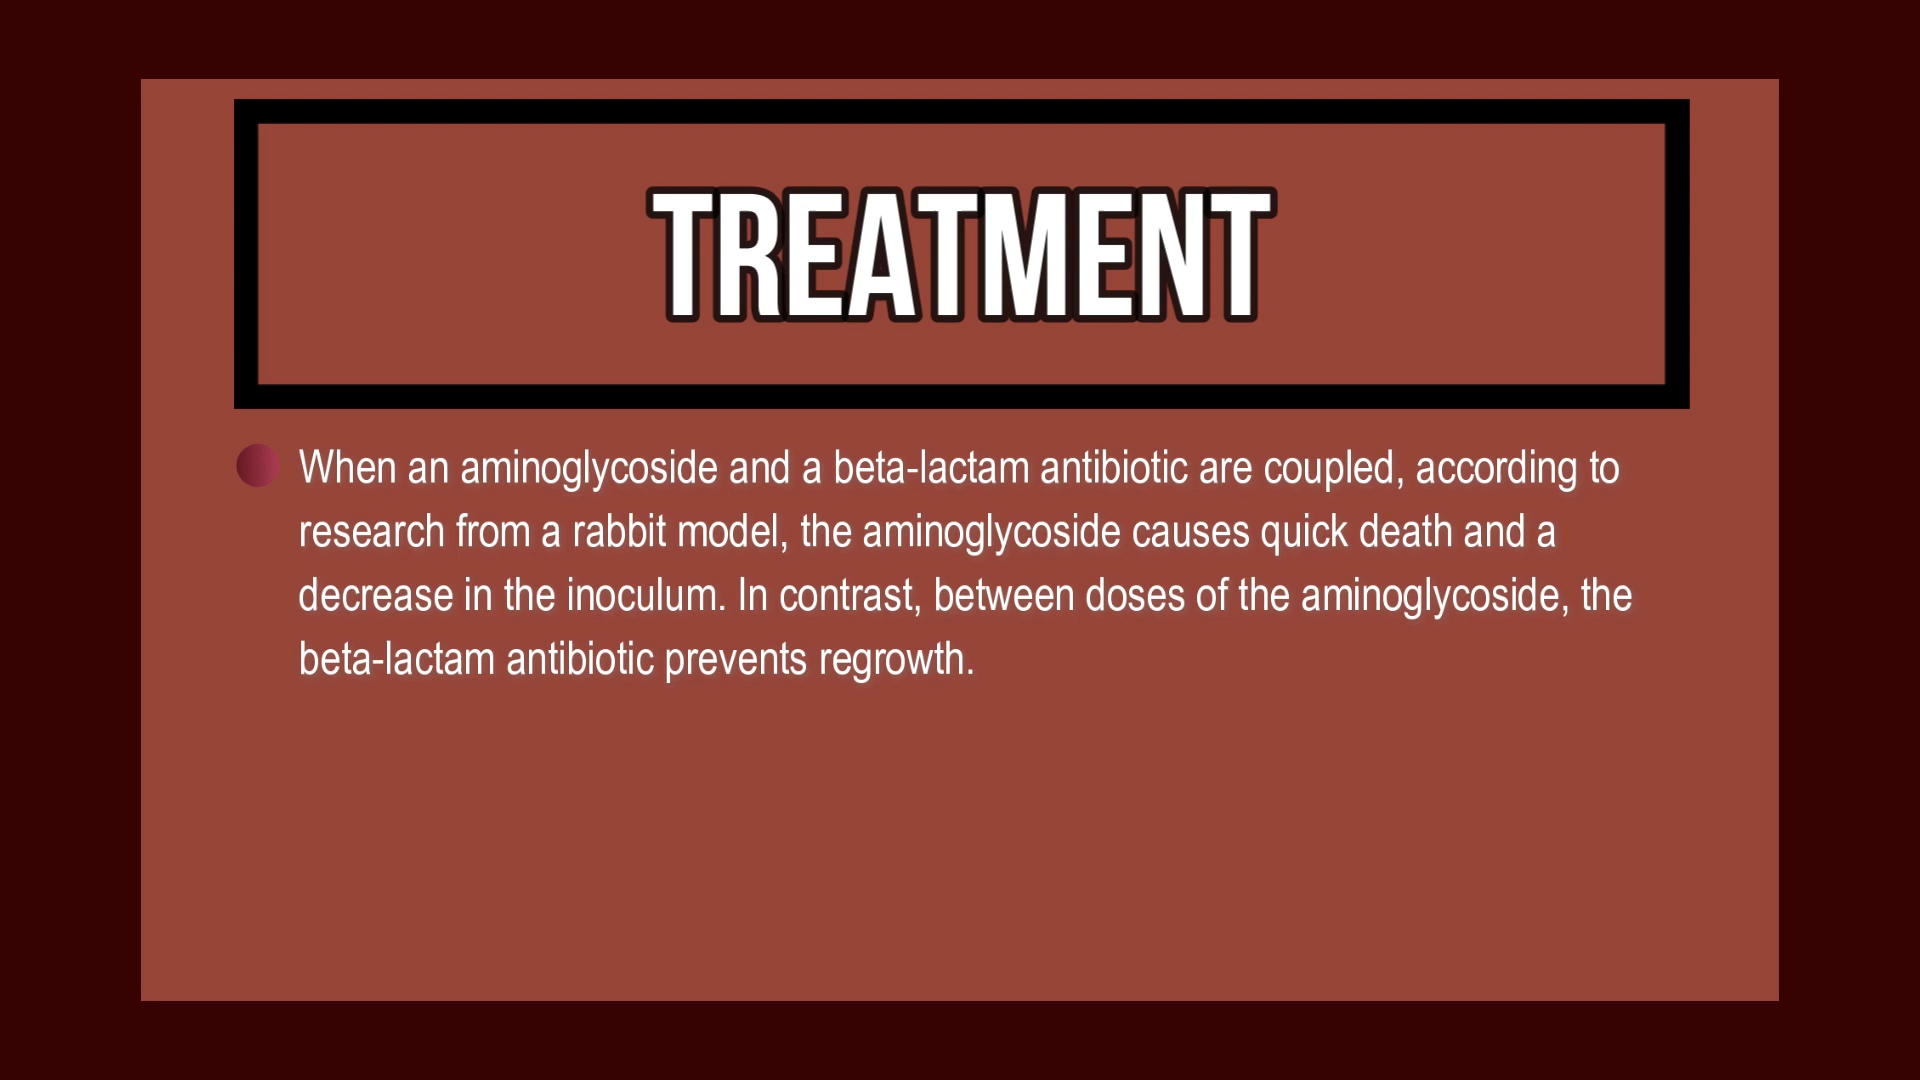 TREATMENT
When an aminoglycoside and a beta-lactam antibiotic are coupled, according to
research from a rabbit model, the aminoglycoside causes quick death and a
decrease in the inoculum. In contrast, between doses of the aminoglycoside, the
beta-lactam antibiotic prevents regrowth.